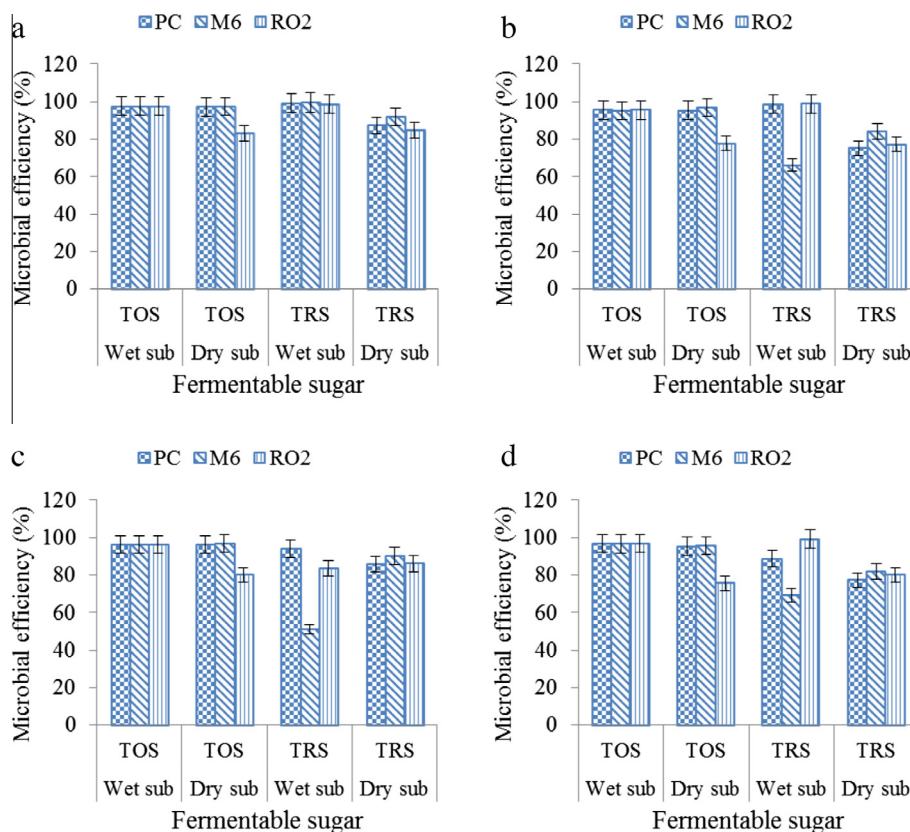 a
PC M6 RO2
120
100
80
60
40
20
0
Microbial efficiency (%)
TOS TOS TRS TRS
Wet sub Dry sub Wet sub Dry sub
Fermentable sugar
b
PC M6 RO2
120
100
80
60
40
20
0
Microbial efficiency (%)
TOS TOS TRS TRS
Wet sub Dry sub Wet sub Dry sub
Fermentable sugar
c
PC M6 RO2
120
100
80
60
40
20
0
Microbial efficiency (%)
TOS TOS TRS TRS
Wet sub Dry sub Wet sub Dry sub
Fermentable sugar
d
PC M6 RO2
120
100
80
60
40
20
0
Microbial efficiency (%)
TOS TOS TRS TRS
Wet sub Dry sub Wet sub Dry sub
Fermentable sugar